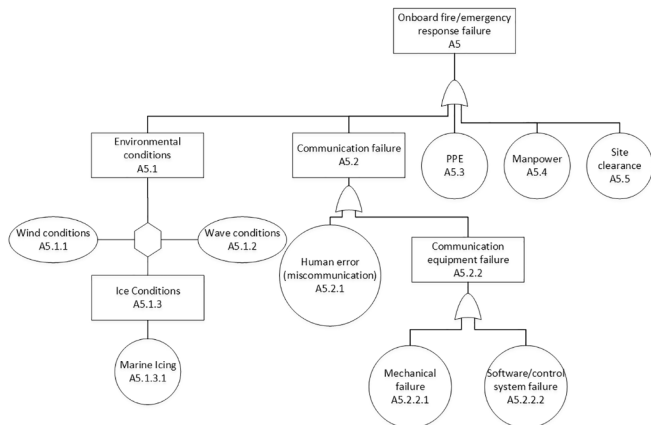 Onboard fire/emergency
response failure
A5
Environmental
conditions
A5.1
Communication failure
A5.2
PPE
A5.3
Manpower
A5.4
Site
clearance
A5.5
Wind conditions
A5.1.1
Wave conditions
A5.1.2
Human error
(miscommunication)
A5.2.1
Communication
equipment failure
A5.2.2
Ice Conditions
A5.1.3
Marine Icing
A5.1.3.1
Mechanical
failure
A5.2.2.1
Software/control
system failure
A5.2.2.2